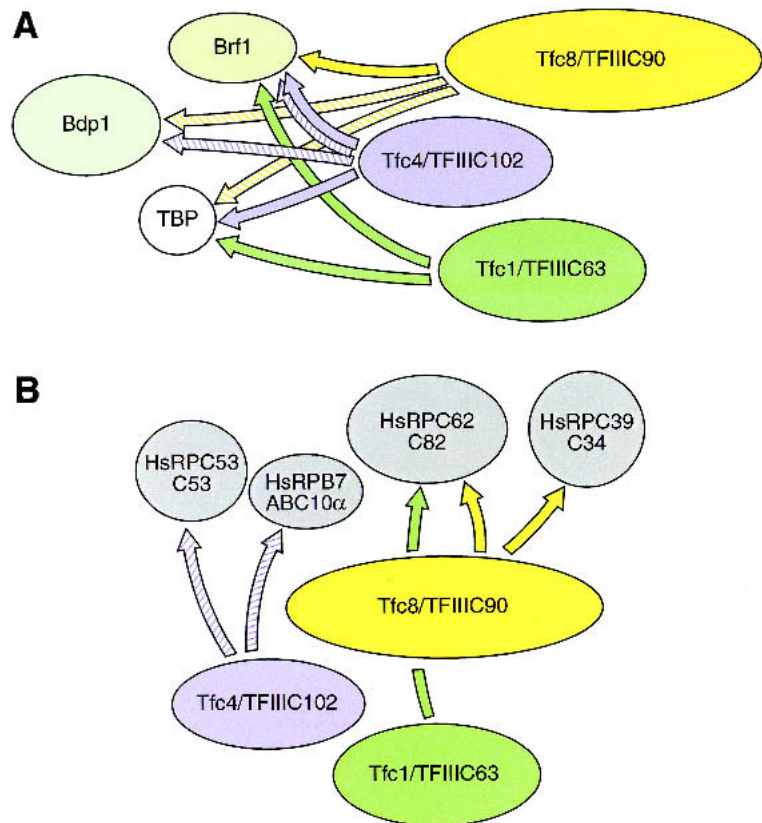 A
Brf1
Tfc8/TFIIIC90
Bdp1
Tfc4/TFIIIC102
TBP
Tfc1/TFIIIC63
B
HsRPC53
C53
HsRPB7
ABC10α
HsRPC62
C82
HsRPC39
C34
Tfc8/TFIIIC90
Tfc4/TFIIIC102
Tfc1/TFIIIC63